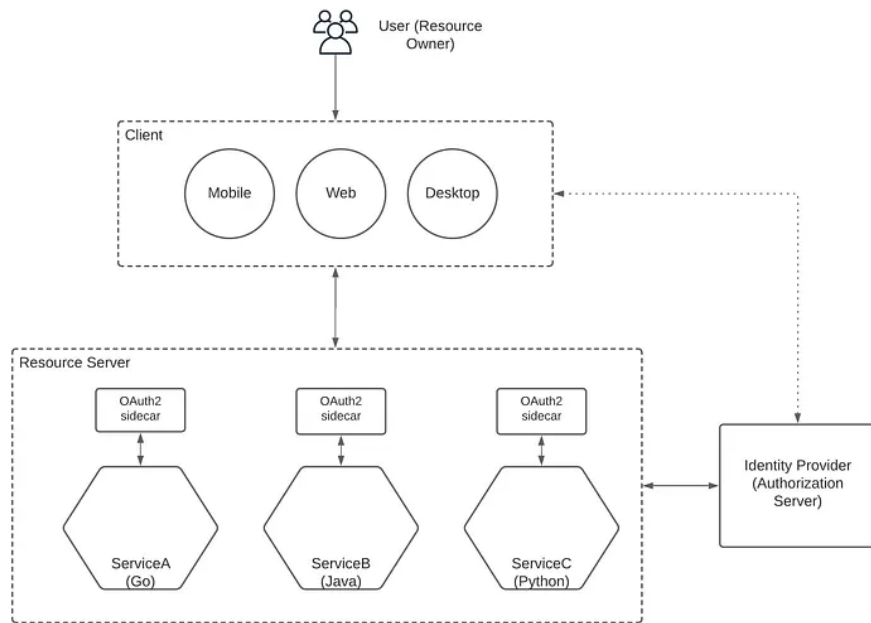 User (Resource
Owner)
Client
Mobile
Web
Desktop
Resource Server
OAuth2
sidecar
OAuth2
sidecar
OAuth2
sidecar
Identity Provider
(Authorization
Server)
ServiceA
(Go)
ServiceB
(Java)
ServiceC
(Python)